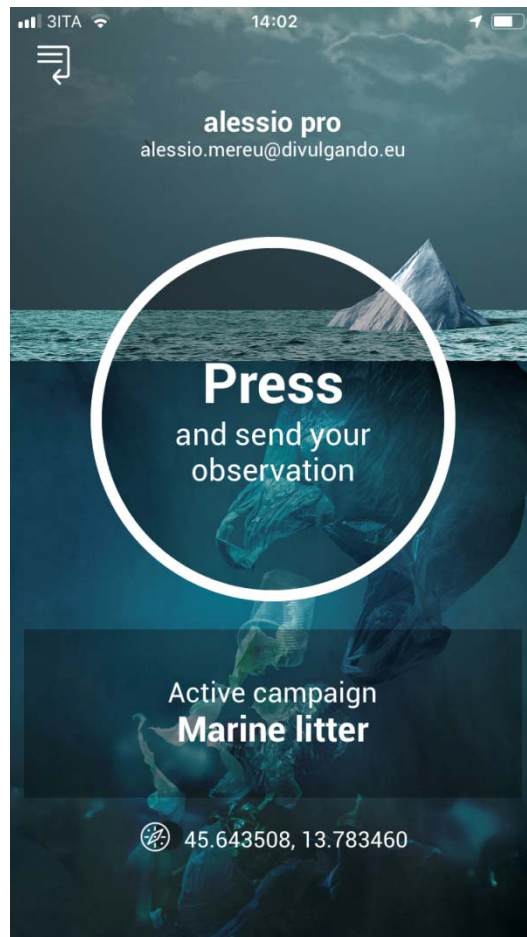 3ITA
14:02
alessio pro
alessio.mereu@divulgando.eu
Press
and send your
observation
Active campaign
Marine litter
45.643508, 13.783460